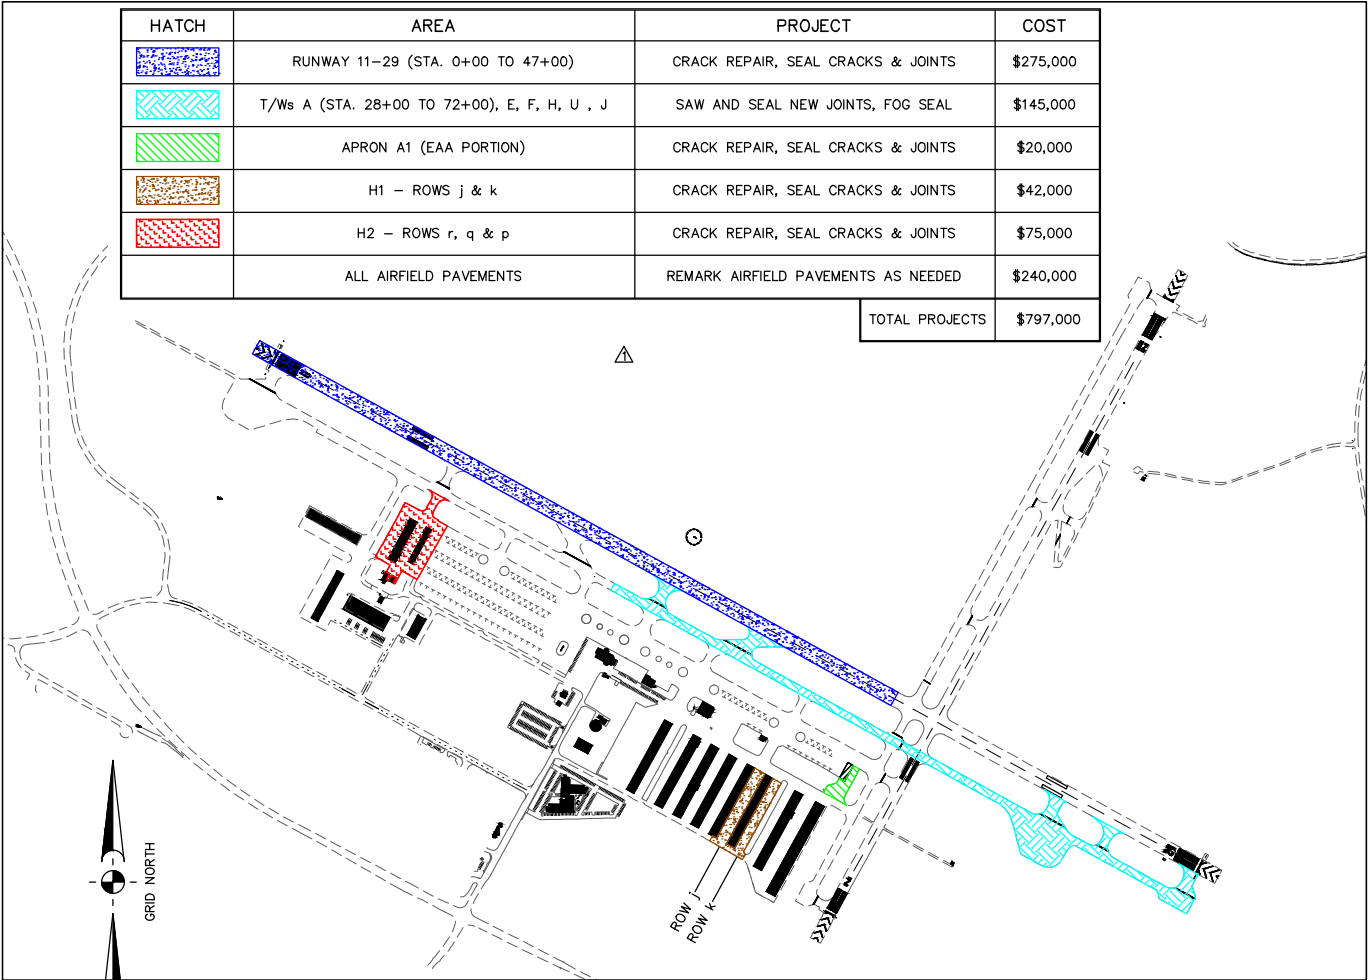 HATCH AREA PROJECT COST
RUNWAY 11–29 (STA. 0+00 TO 47+00) CRACK REPAIR, SEAL CRACKS & JOINTS $275,000
T/Ws A (STA. 28+00 TO 72+00), E, F, H, U , J SAW AND SEAL NEW JOINTS, FOG SEAL $145,000
APRON A1 (EAA PORTION) CRACK REPAIR, SEAL CRACKS & JOINTS $20,000
H1 – ROWS j & k CRACK REPAIR, SEAL CRACKS & JOINTS $42,000
H2 – ROWS r, q & p CRACK REPAIR, SEAL CRACKS & JOINTS $75,000
ALL AIRFIELD PAVEMENTS REMARK AIRFIELD PAVEMENTS AS NEEDED $240,000
TOTAL PROJECTS $797,000
1
GRID NORTH
ROW j
ROW k